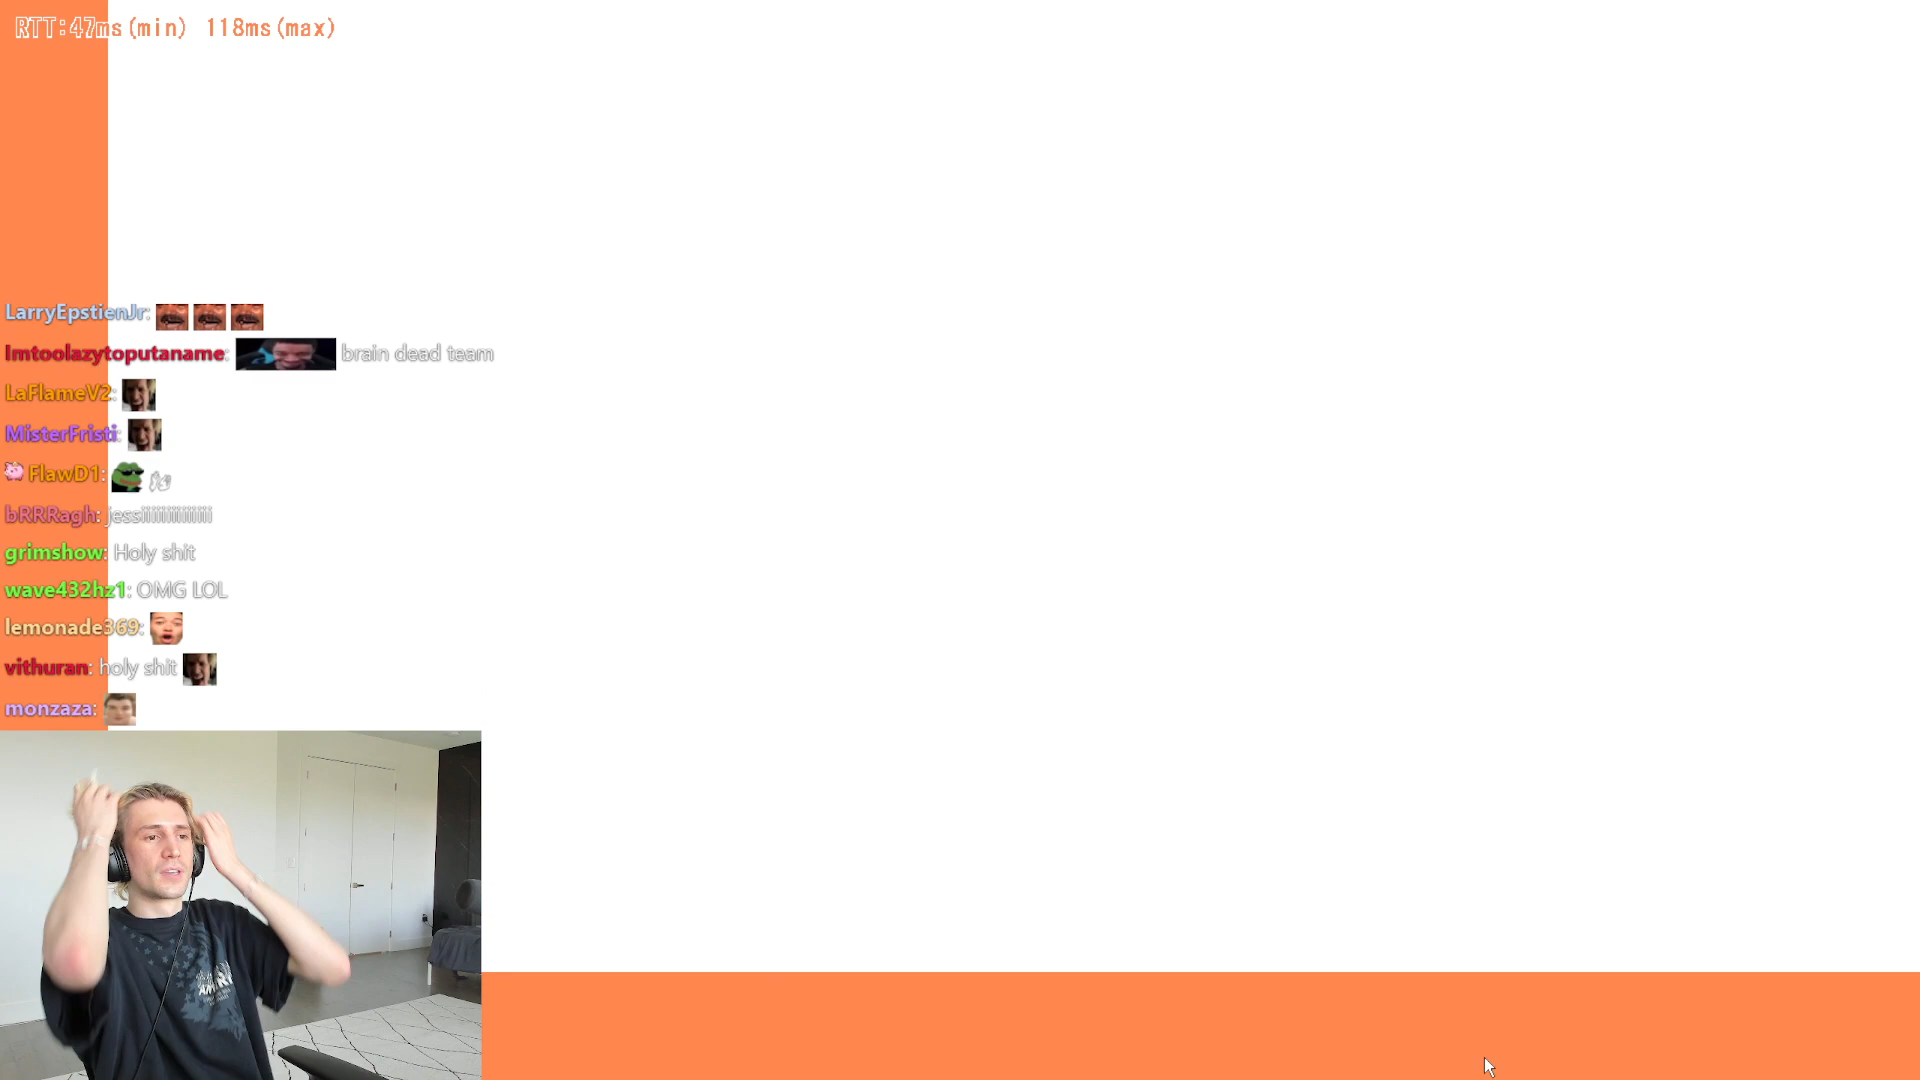 RTT:47ms(min) 118ms(max)
LarryEpstienJr:
Imtoolazytoputaname: brain dead team
LaFlameV2:
MisterFristi:
FlawD1:
bRRRagh: jessiiiiiiiiiiiiii
grimshow: Holy shit
wave432hz1: OMG LOL
lemonade369:
vithuran: holy shit
monzaza: